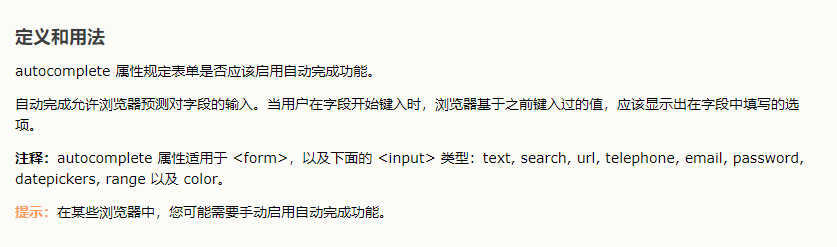 定义和用法
autocomplete 属性规定表单是否应该启用自动完成功能。
自动完成允许浏览器预测对字段的输入。当用户在字段开始键入时，浏览器基于之前键入过的值，应该显示出在字段中填写的选
项。
注释：autocomplete 属性适用于 <form>，以及下面的 <input> 类型：text, search, url, telephone, email, password,
datepickers, range 以及 color。
提示：在某些浏览器中，您可能需要手动启用自动完成功能。